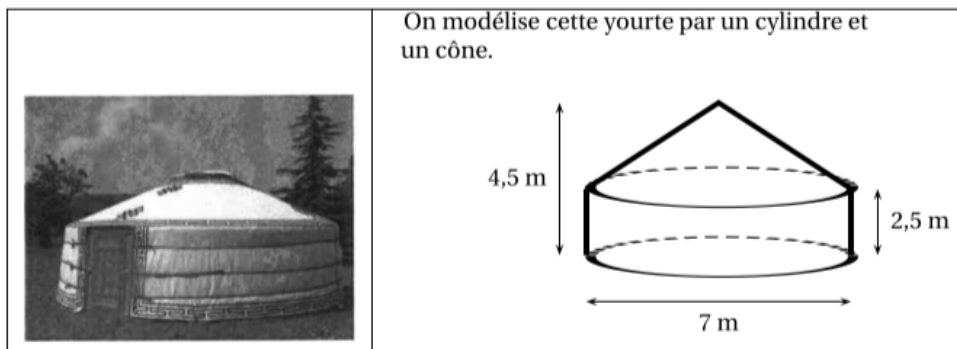 On modélise cette yourte par un cylindre et
un cône.
4,5 m
2,5 m
7 m